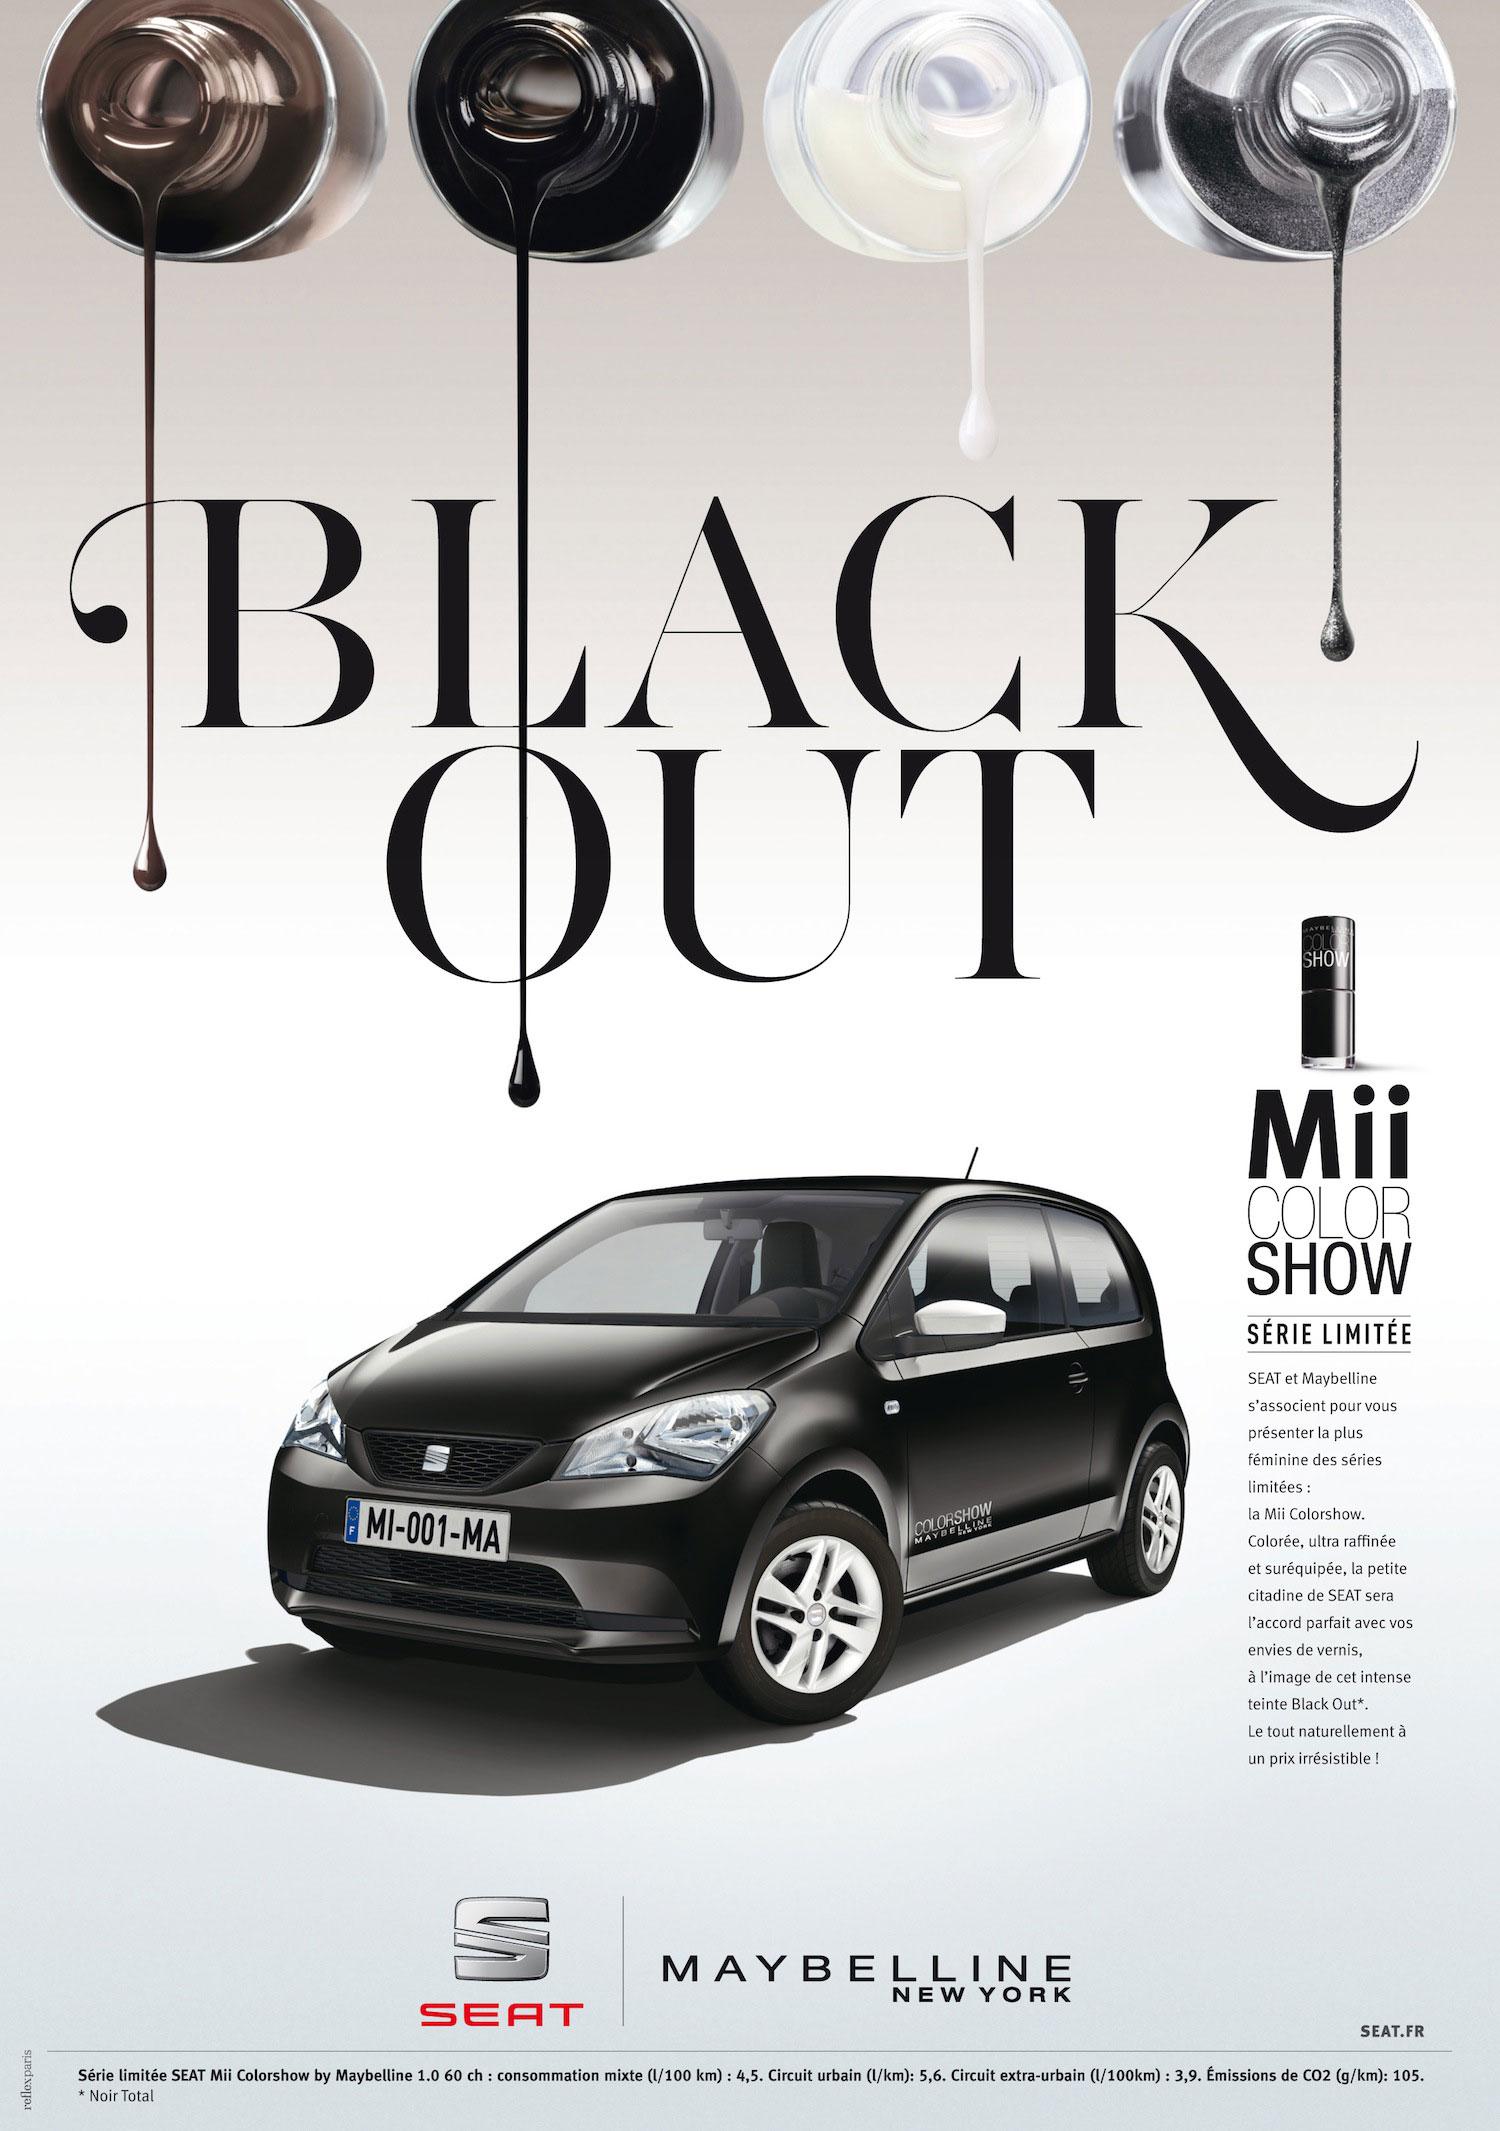 BLACK
OUT
MAYBELLINE
COLOR
SHOW
Mii
COLOR
SHOW
SÉRIE LIMITÉE
SEAT et Maybelline
s'associent pour vous
présenter la plus
féminine des séries
limitées :
la Mii Colorshow.
Colorée, ultra raffinée
et suréquipée, la petite
citadine de SEAT sera
l'accord parfait avec vos
envies de vernis,
à l'image de cet intense
teinte Black Out*.
Le tout naturellement à
un prix irrésistible !
F MI-001-MA
COLORSHOW
MAYBELLINE
NEW YORK
SEAT
MAYBELLINE
NEW YORK
SEAT.FR
reflexparis
Série limitée SEAT Mii Colorshow by Maybelline 1.0 60 ch : consommation mixte (l/100 km) : 4,5. Circuit urbain (l/km): 5,6. Circuit extra-urbain (l/100km) : 3,9. Émissions de CO2 (g/km): 105.
* Noir Total